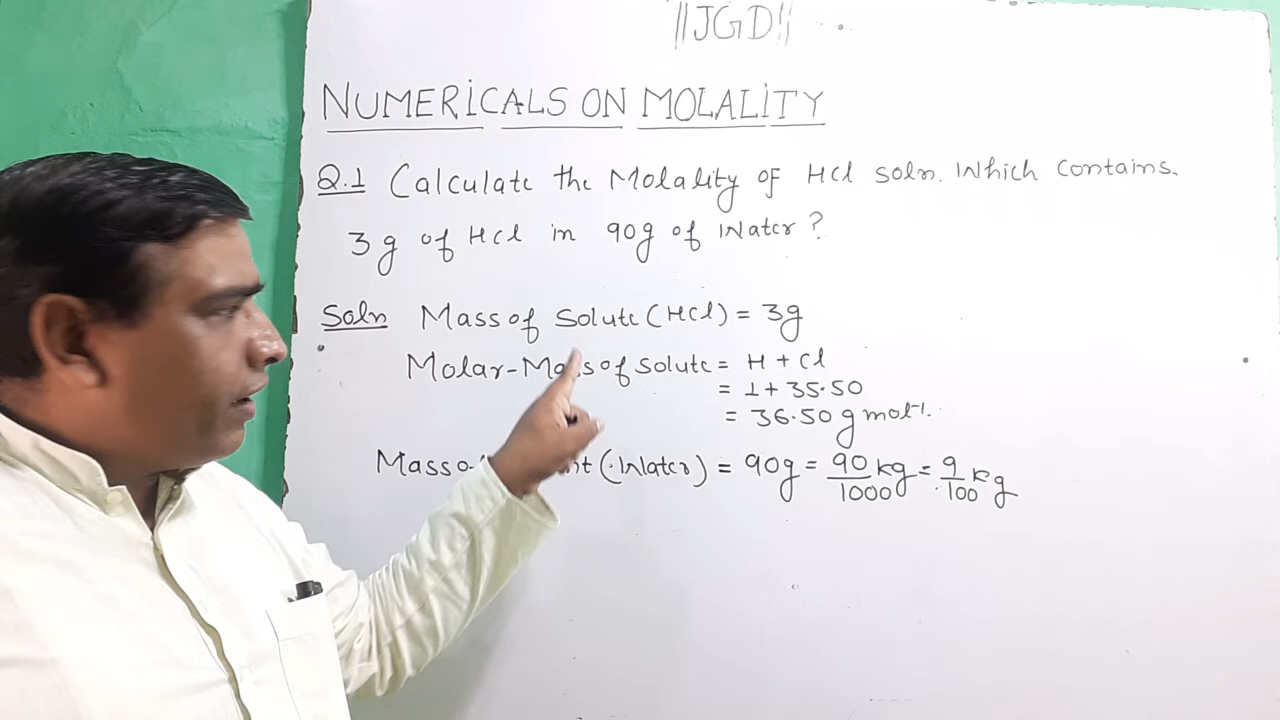 ||JGD||
NUMERICALS ON MOLALITY
Q.1 Calculate the Molality of HCl Soln. Which Contains.
3g of HCl in 90g of Water?
Soln Mass of Solute (HCl) = 3g
Molar-Mass of Solute = H + Cl
= 1 + 35.50
= 36.50 g mol-1.
(Water) = 90g = 90/1000 kg = 9/100 kg